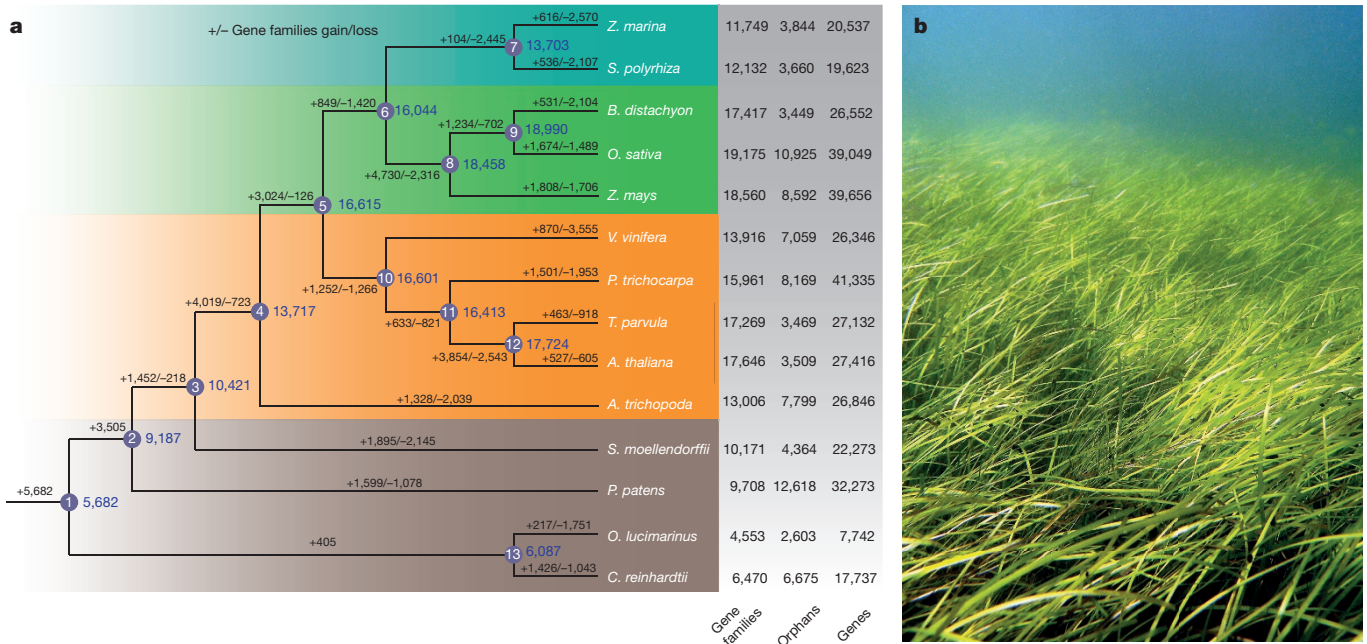 a
+/– Gene families gain/loss
+616/–2,570
Z. marina 11,749 3,844 20,537
+104/–2,445
7 13,703
+536/–2,107
S. polyrhiza 12,132 3,660 19,623
+849/–1,420
6 16,044
+531/–2,104
B. distachyon 17,417 3,449 26,552
+1,234/–702
9 18,990
+1,674/–1,489
O. sativa 19,175 10,925 39,049
8 18,458
+4,730/–2,316
+1,808/–1,706
Z. mays 18,560 8,592 39,656
+3,024/–126
5 16,615
+870/–3,555
V. vinifera 13,916 7,059 26,346
10 16,601
+1,252/–1,266
+1,501/–1,953
P. trichocarpa 15,961 8,169 41,335
+4,019/–723
4 13,717
11 16,413
+633/–821
+463/–918
T. parvula 17,269 3,469 27,132
12 17,724
+3,854/–2,543
+527/–605
A. thaliana 17,646 3,509 27,416
+1,452/–218
3 10,421
+1,328/–2,039
A. trichopoda 13,006 7,799 26,846
+3,505
2 9,187
+1,895/–2,145
S. moellendorffii 10,171 4,364 22,273
+5,682
1 5,682
+1,599/–1,078
P. patens 9,708 12,618 32,273
+217/–1,751
O. lucimarinus 4,553 2,603 7,742
+405
13 6,087
+1,426/–1,043
C. reinhardtii 6,470 6,675 17,737
Gene
families
Orphans
Genes
b